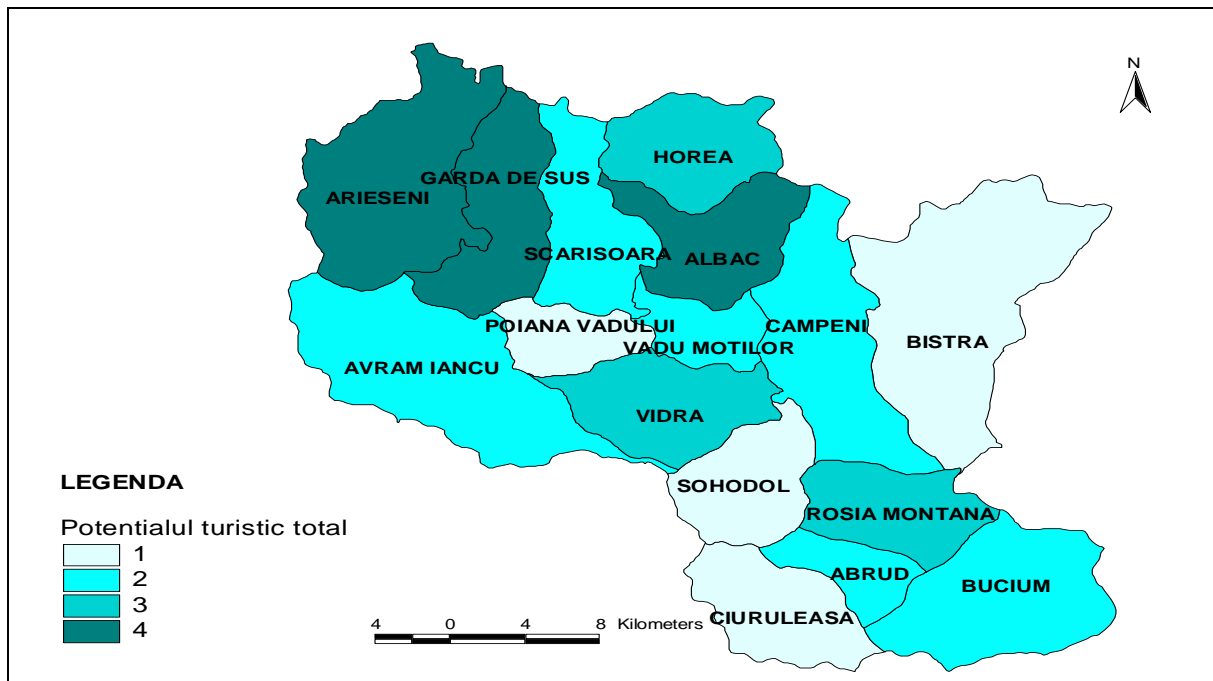 N
HOREA
GARDA DE SUS
ARIESENI
SCARISOARA
ALBAC
POIANA VADULUI
CAMPENI
VADU MOTILOR
BISTRA
AVRAM IANCU
VIDRA
SOHODOL
ROSIA MONTANA
ABRUD
BUCIUM
CIURULEASA
LEGENDA
Potentialul turistic total
1
2
3
4
4 0 4 8 Kilometers